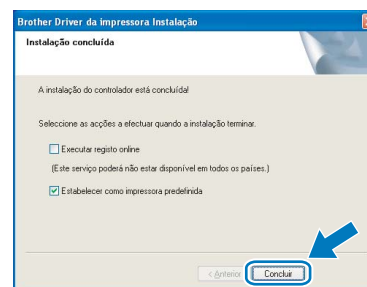 Brother Driver da impressora Instalação
Instalação concluída
A instalação do controlador está concluída!
Seleccione as acções a efectuar quando a instalação terminar.
Executar registo online
(Este serviço poderá não estar disponível em todos os países.)
Estabelecer como impressora predefinida
< Anterior Concluir